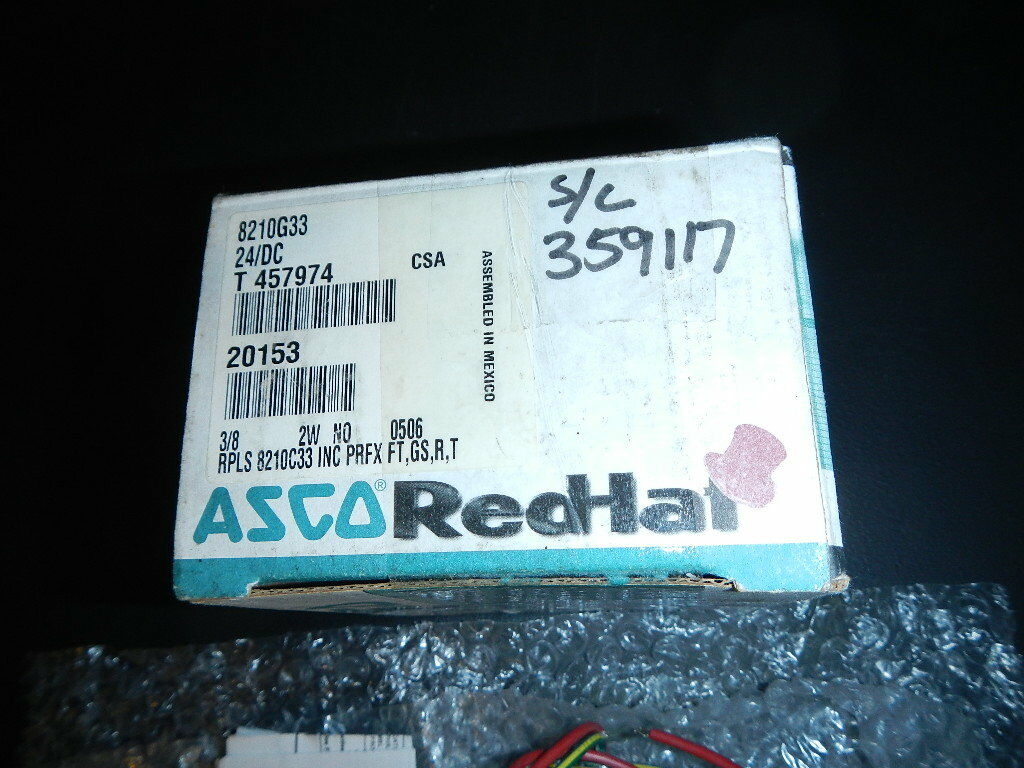 8210G33
24/DC
T 457974
CSA
20153
3/8 2W NO 0506
RPLS 8210C33 INC PRFX FT,GS,R,T
ASSEMBLED IN MEXICO
S/C
359117
ASCO® RedHat